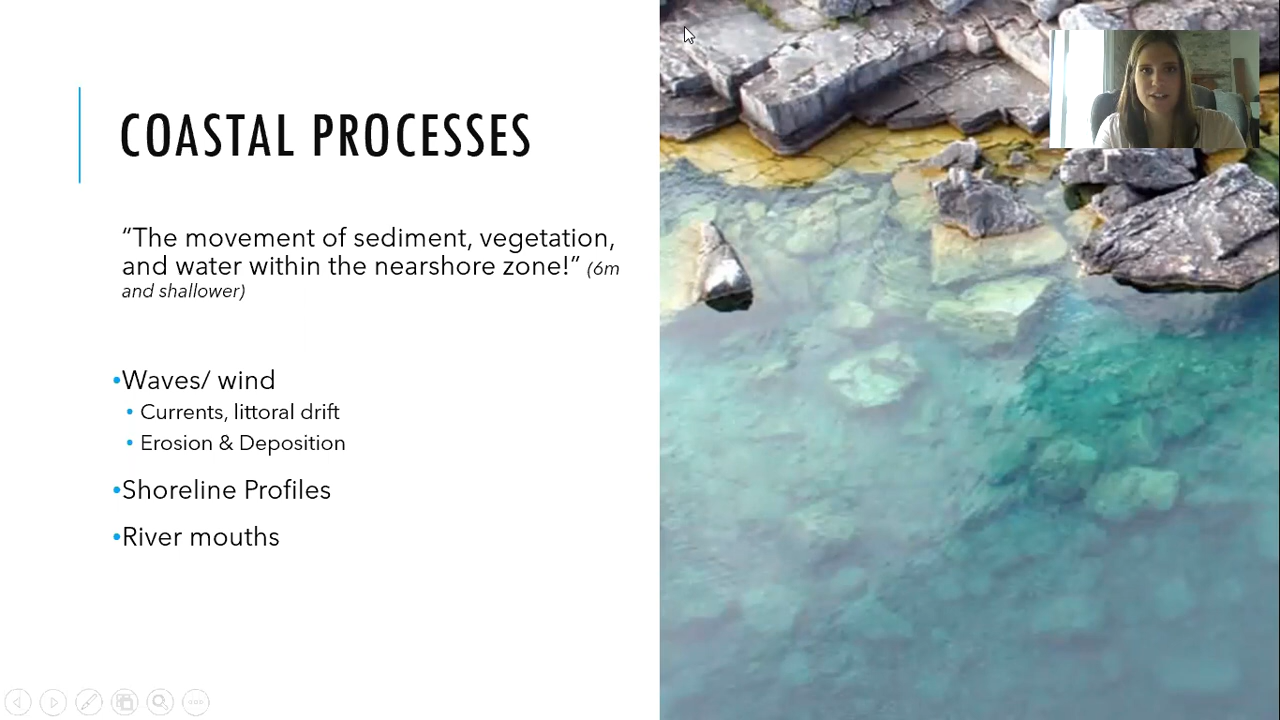 COASTAL PROCESSES
“The movement of sediment, vegetation,
and water within the nearshore zone!” (6m
and shallower)
•Waves/ wind
• Currents, littoral drift
• Erosion & Deposition
•Shoreline Profiles
•River mouths